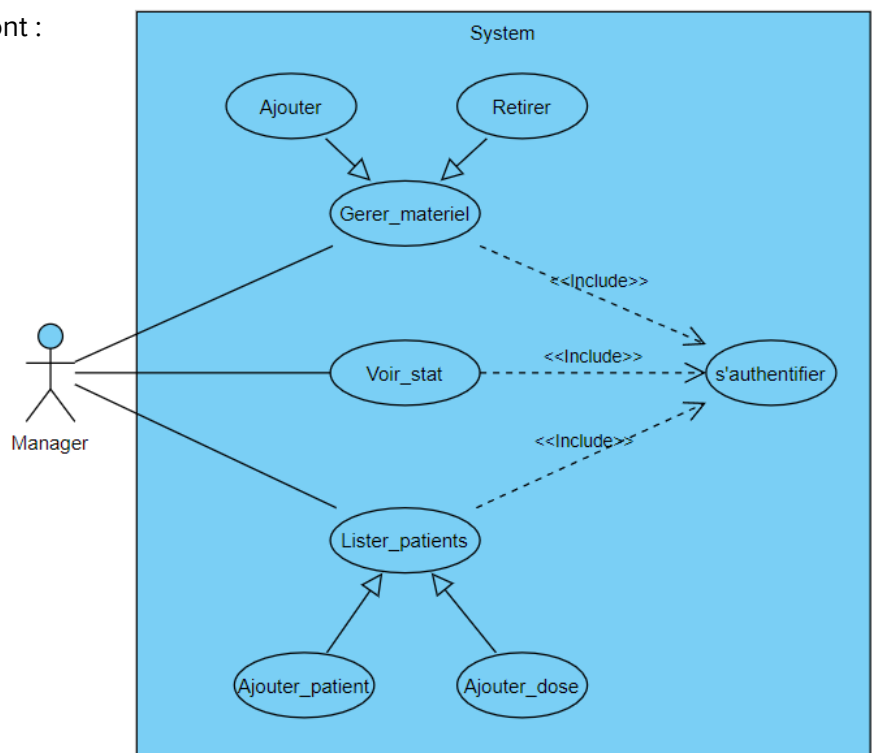 ont :
System
Ajouter
Retirer
Gerer_materiel
<<Include>>
Voir_stat
<<Include>>
s'authentifier
Manager
<<Include>>
Lister_patients
Ajouter_patient
Ajouter_dose